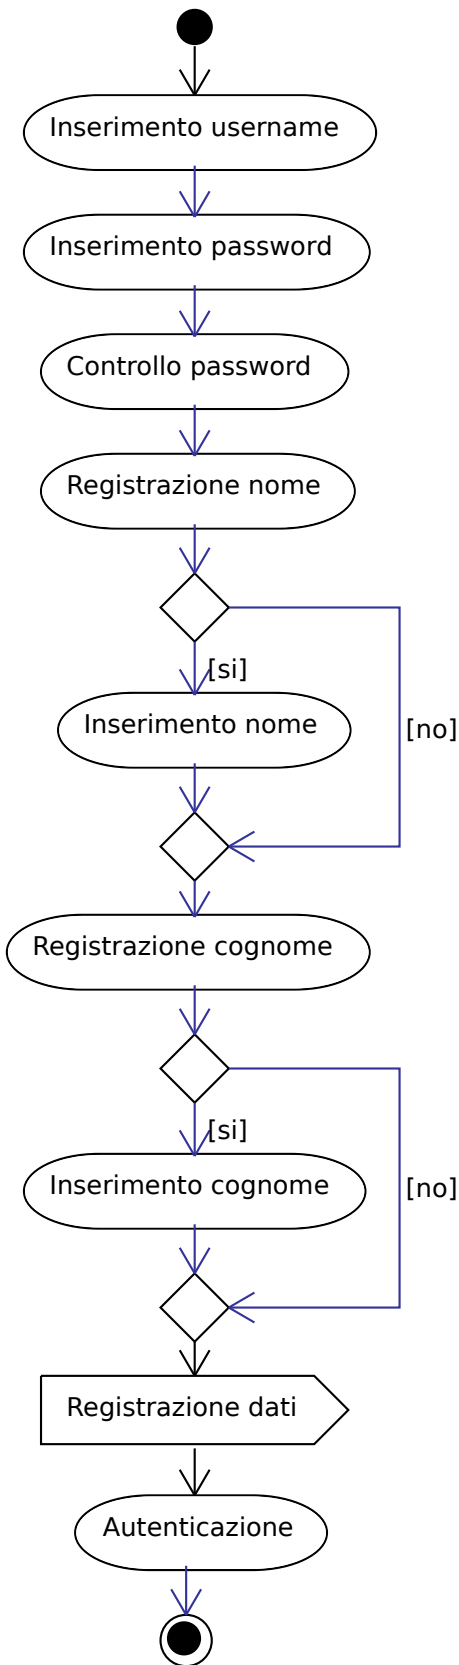 Inserimento username
Inserimento password
Controllo password
Registrazione nome
[si]
Inserimento nome
[no]
Registrazione cognome
[si]
Inserimento cognome
[no]
Registrazione dati
Autenticazione